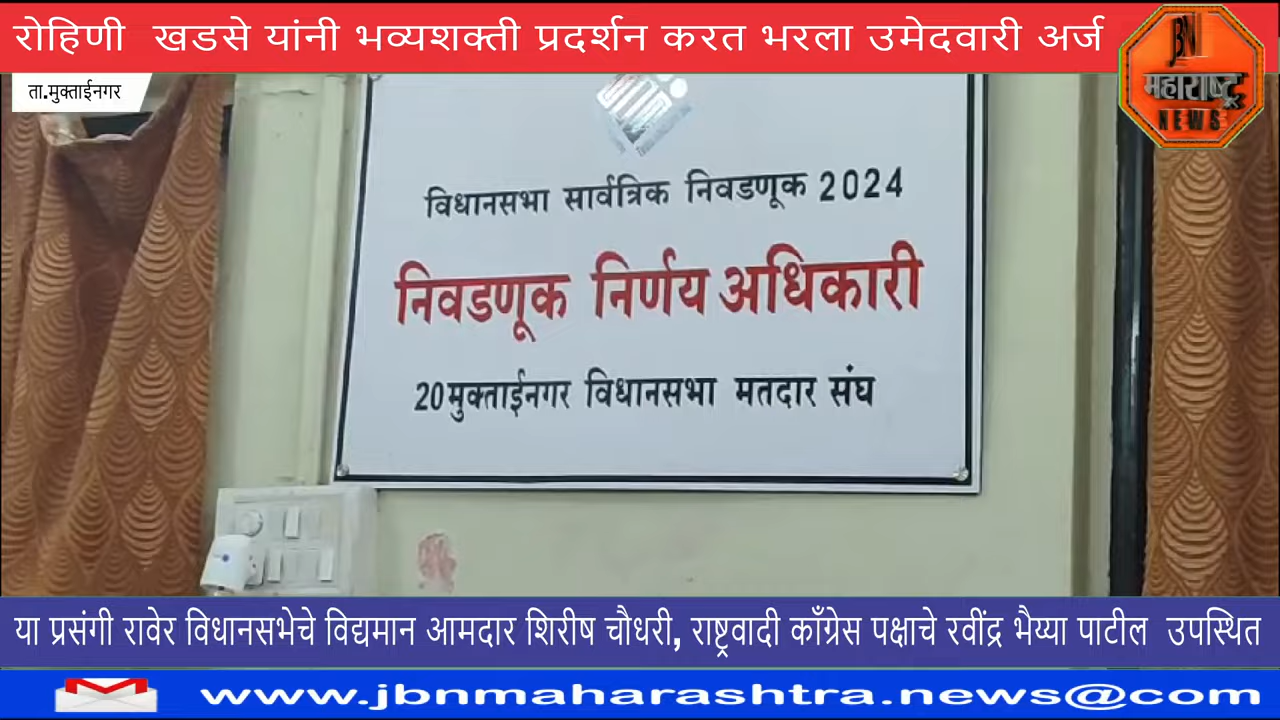 रोहिणी खडसे यांनी भव्यशक्ती प्रदर्शन करत भरला उमेदवारी अर्ज
JBN
महाराष्ट्र
NEWS
ता.मुक्ताईनगर
विधानसभा सार्वत्रिक निवडणूक 2024
निवडणूक निर्णय अधिकारी
20मुक्ताईनगर विधानसभा मतदार संघ
या प्रसंगी रावेर विधानसभेचे विद्यमान आमदार शिरीष चौधरी, राष्ट्रवादी काँग्रेस पक्षाचे रवींद्र भैय्या पाटील उपस्थित
www.jbnmaharashtra.news@com